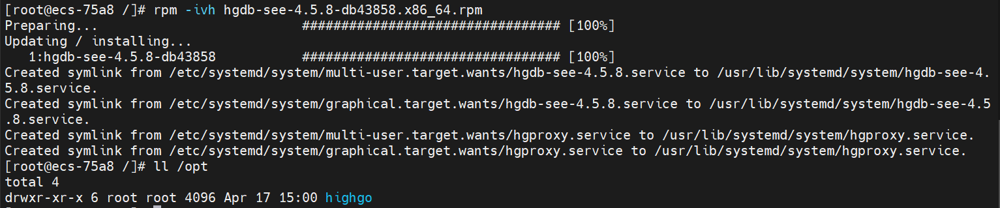 [root@ecs-75a8 /]# rpm -ivh hgdb-see-4.5.8-db43858.x86_64.rpm
Preparing...                          ################################# [100%]
Updating / installing...
   1:hgdb-see-4.5.8-db43858           ################################# [100%]
Created symlink from /etc/systemd/system/multi-user.target.wants/hgdb-see-4.5.8.service to /usr/lib/systemd/system/hgdb-see-4.
5.8.service.
Created symlink from /etc/systemd/system/graphical.target.wants/hgdb-see-4.5.8.service to /usr/lib/systemd/system/hgdb-see-4.5
.8.service.
Created symlink from /etc/systemd/system/multi-user.target.wants/hgproxy.service to /usr/lib/systemd/system/hgproxy.service.
Created symlink from /etc/systemd/system/graphical.target.wants/hgproxy.service to /usr/lib/systemd/system/hgproxy.service.
[root@ecs-75a8 /]# ll /opt
total 4
drwxr-xr-x 6 root root 4096 Apr 17 15:00 highgo